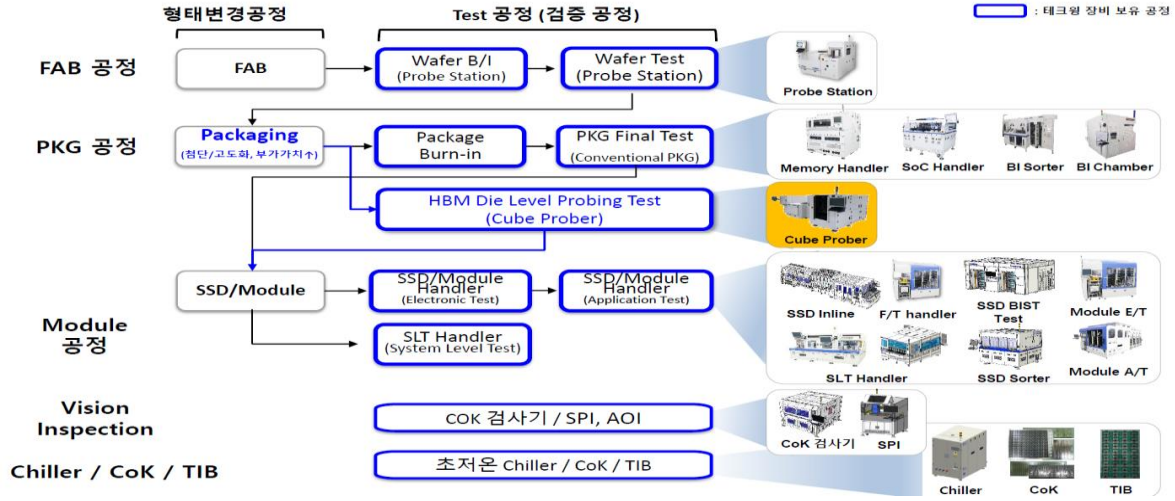 형태변경공정
Test 공정 (검증 공정)
: 테크윙 장비 보유 공정
FAB 공정
FAB
Wafer B/I
(Probe Station)
Wafer Test
(Probe Station)
Probe Station
PKG 공정
Packaging
(첨단/고도화, 부가가치↑)
Package
Burn-in
PKG Final Test
(Conventional PKG)
Memory Handler
SoC Handler
BI Sorter
BI Chamber
HBM Die Level Probing Test
(Cube Prober)
Cube Prober
Module
공정
SSD/Module
SSD/Module
Handler
(Electronic Test)
SSD/Module
Handler
(Application Test)
SLT Handler
(System Level Test)
SSD Inline
F/T handler
SSD BIST
Test
Module E/T
SLT Handler
SSD Sorter
Module A/T
Vision
Inspection
COK 검사기 / SPI, AOI
CoK 검사기
SPI
Chiller / CoK / TIB
초저온 Chiller / CoK / TIB
Chiller
CoK
TIB